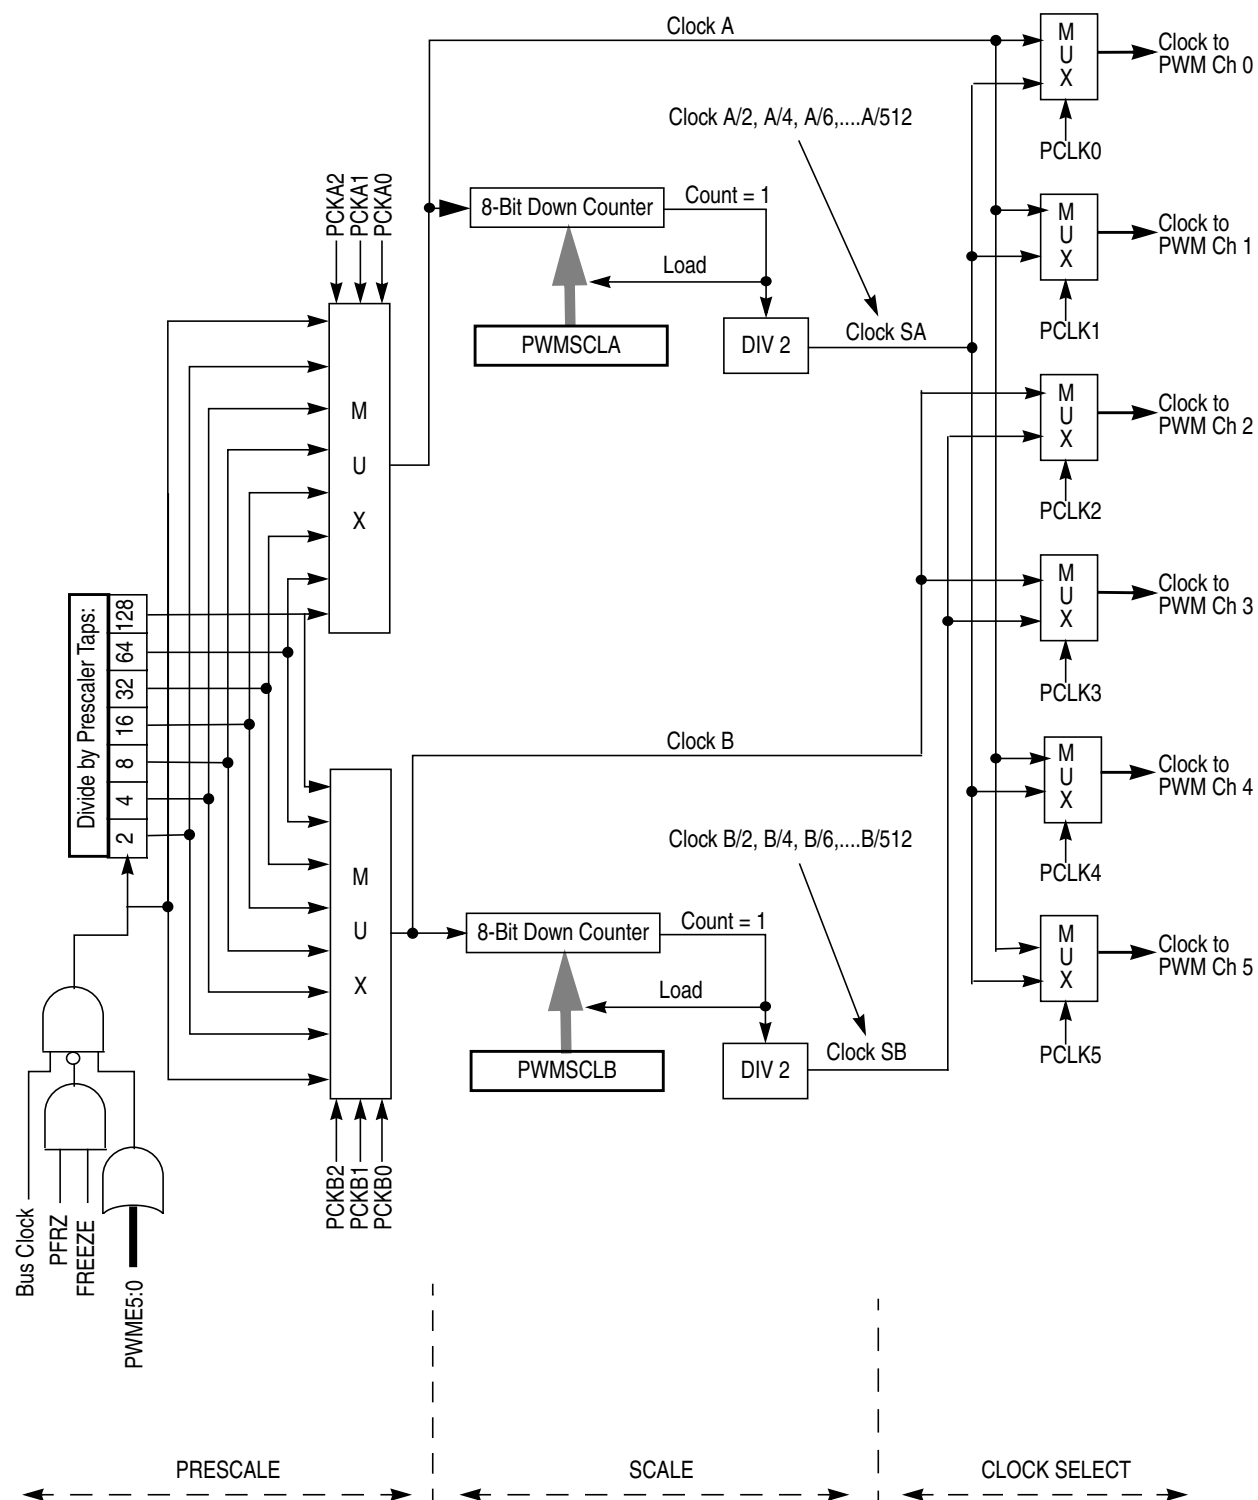 Clock A
M
U
X
Clock to
PWM Ch 0
PCLK0
Clock A/2, A/4, A/6,....A/512
PCKA2
PCKA1
PCKA0
8-Bit Down Counter
Count = 1
Load
PWMSCLA
DIV 2
Clock SA
M
U
X
Clock to
PWM Ch 1
PCLK1
M
U
X
M
U
X
Clock to
PWM Ch 2
PCLK2
M
U
X
Clock to
PWM Ch 3
PCLK3
Divide by Prescaler Taps:
128
64
32
16
8
4
2
Clock B
M
U
X
Clock to
PWM Ch 4
PCLK4
Clock B/2, B/4, B/6,....B/512
M
U
X
8-Bit Down Counter
Count = 1
Load
PWMSCLB
DIV 2
Clock SB
M
U
X
Clock to
PWM Ch 5
PCLK5
PCKB2
PCKB1
PCKB0
Bus Clock
PFRZ
FREEZE
PWME5:0
PRESCALE
SCALE
CLOCK SELECT